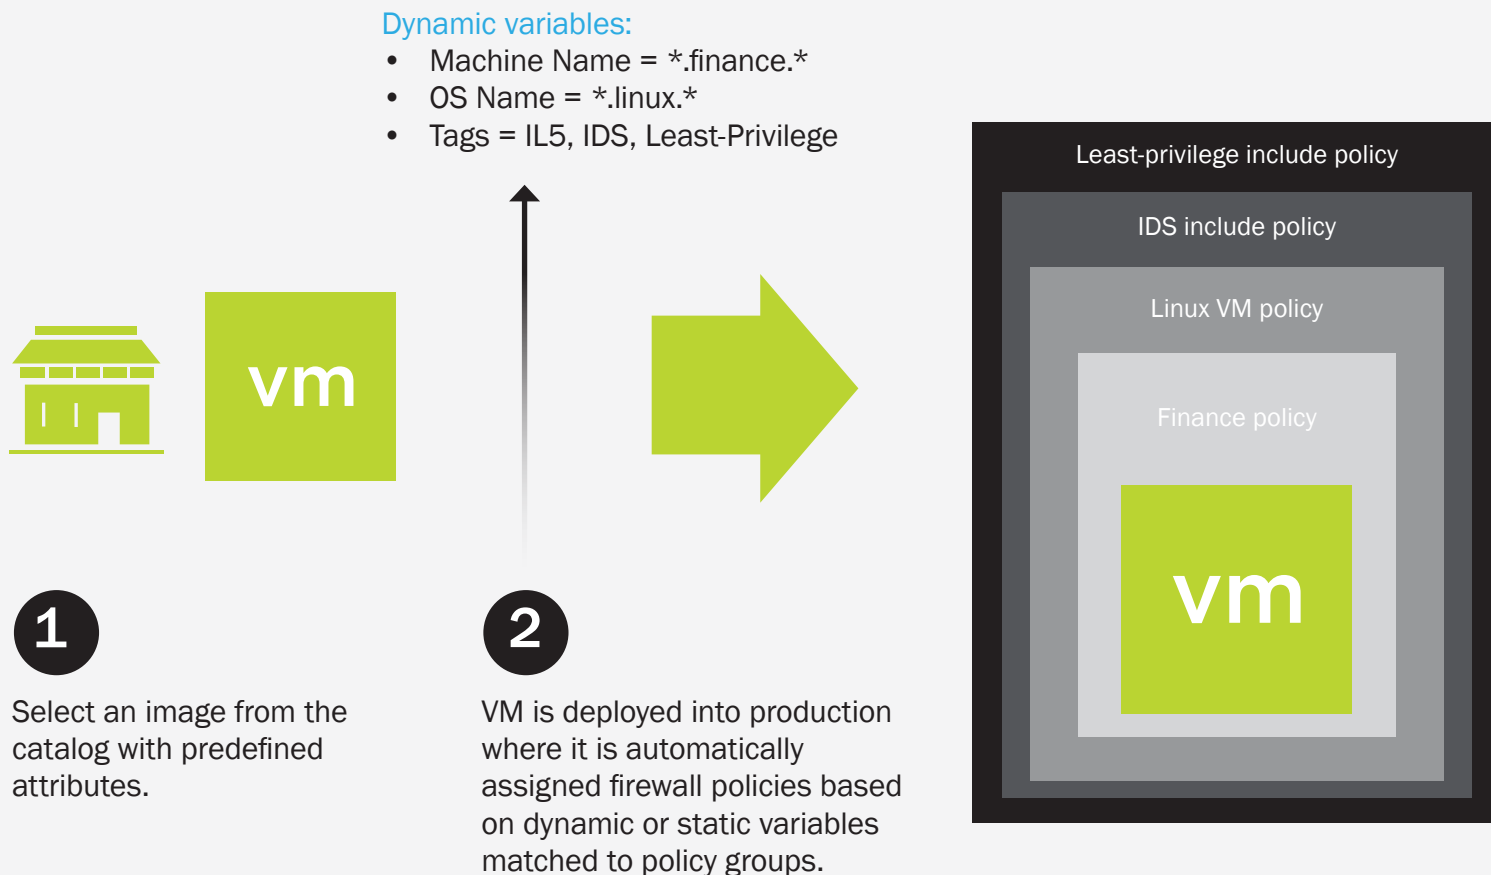 Dynamic variables:
• Machine Name = *.finance.*
• OS Name = *.linux.*
• Tags = IL5, IDS, Least-Privilege
Least-privilege include policy
IDS include policy
Linux VM policy
Finance policy
vm
vm
1
Select an image from the
catalog with predefined
attributes.
2
VM is deployed into production
where it is automatically
assigned firewall policies based
on dynamic or static variables
matched to policy groups.